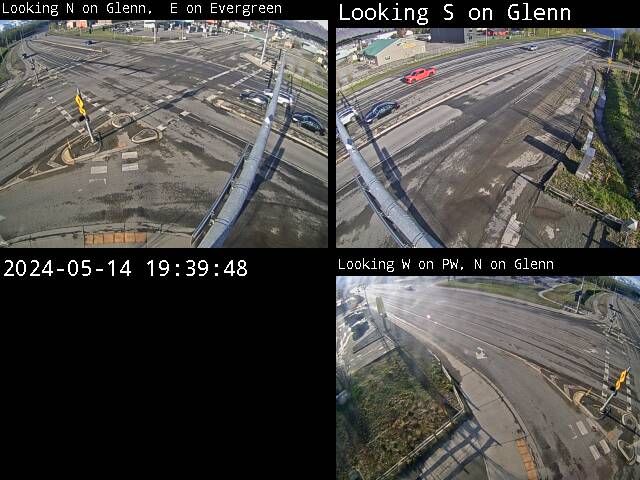 Looking N on Glenn,  E on Evergreen
Looking S on Glenn
2024-05-14 19:39:48
Looking W on PW, N on Glenn